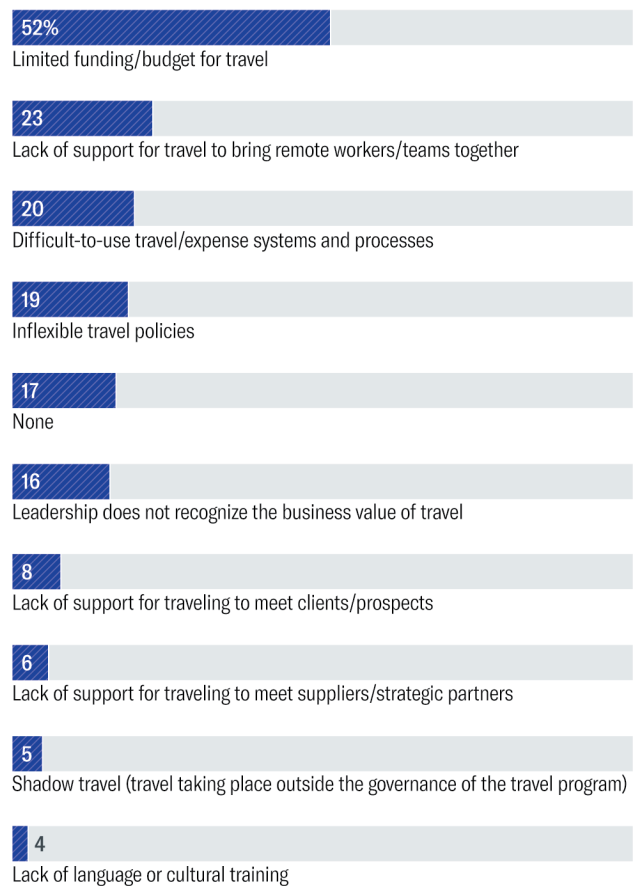 52%
Limited funding/budget for travel
23
Lack of support for travel to bring remote workers/teams together
20
Difficult-to-use travel/expense systems and processes
19
Inflexible travel policies
17
None
16
Leadership does not recognize the business value of travel
8
Lack of support for traveling to meet clients/prospects
6
Lack of support for traveling to meet suppliers/strategic partners
5
Shadow travel (travel taking place outside the governance of the travel program)
4
Lack of language or cultural training